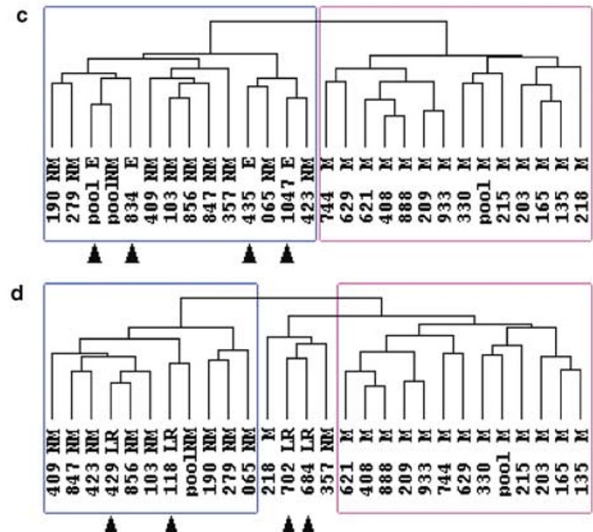 c
190 NM
279 NM
pool E
poolNM
834 E
409 NM
103 NM
856 NM
847 NM
357 NM
435 E
065 NM
1047 E
423 NM
744 M
629 M
621 M
408 M
888 M
209 M
933 M
330 M
pool M
215 M
203 M
165 M
135 M
218 M
d
409 NM
847 NM
423 NM
429 LR
856 NM
103 NM
118 LR
poolNM
190 NM
279 NM
065 NM
218 M
702 LR
684 LR
357 NM
621 M
408 M
888 M
209 M
933 M
744 M
629 M
330 M
pool M
215 M
203 M
165 M
135 M